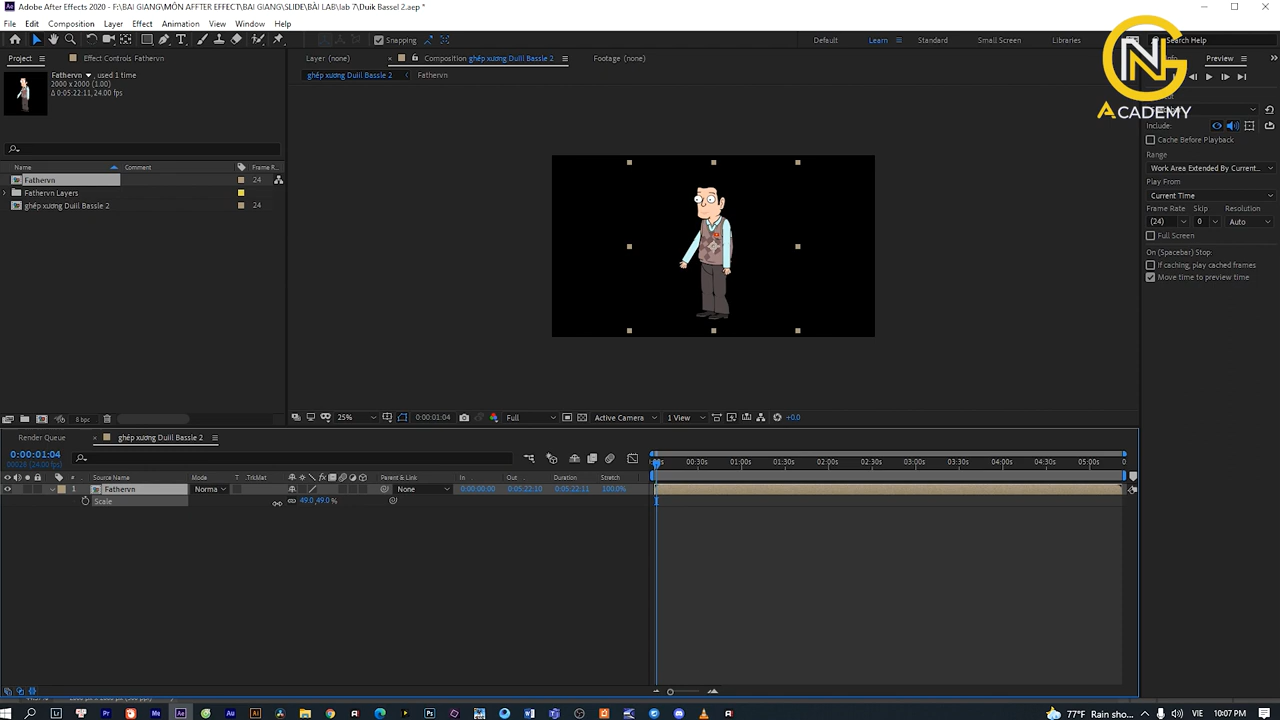 Adobe After Effects 2020 - F:\BAI GIANG\MÔN AFFTER EFFECT\BAI GIANG\SLIDE\BÀI LAB\lab 7\Duik Bassel 2.aep *
File Edit Composition Layer Effect Animation View Window Help
Snapping Default Learn Standard Small Screen Libraries Search Help
Project Effect Controls Fathervn Layer (none) Composition ghép xương Duiil Bassle 2 Footage (none) Preview
GN
ACADEMY
Fathervn , used 1 time ghép xương Duiil Bassle 2 Fathervn
2000 x 2000 (1.00)
Δ 0:05:22:11, 24.00 fps
Include:
Cache Before Playback
Range
Name Comment Frame R... Work Area Extended By Current...
Fathervn 24 Play From
Fathervn Layers Current Time
ghép xương Duiil Bassle 2 24 Frame Rate Skip Resolution
(24) 0 Auto
Full Screen
On (Spacebar) Stop:
If caching, play cached frames
Move time to preview time
8 bpc 25% 0:00:01:04 Full Active Camera 1 View +0.0
Render Queue ghép xương Duiil Bassle 2
0:00:01:04
00028 (24.00 fps)
00:30s 01:00s 01:30s 02:00s 02:30s 03:00s 03:30s 04:00s 04:30s 05:00s
# Source Name Mode T .TrkMat Parent & Link In Out Duration Stretch
1 Fathervn Norma None 0:00:00:00 0:05:22:10 0:05:22:11 100.0%
Scale 49.0,49.0 %
77°F Rain sho... VIE 10:07 PM